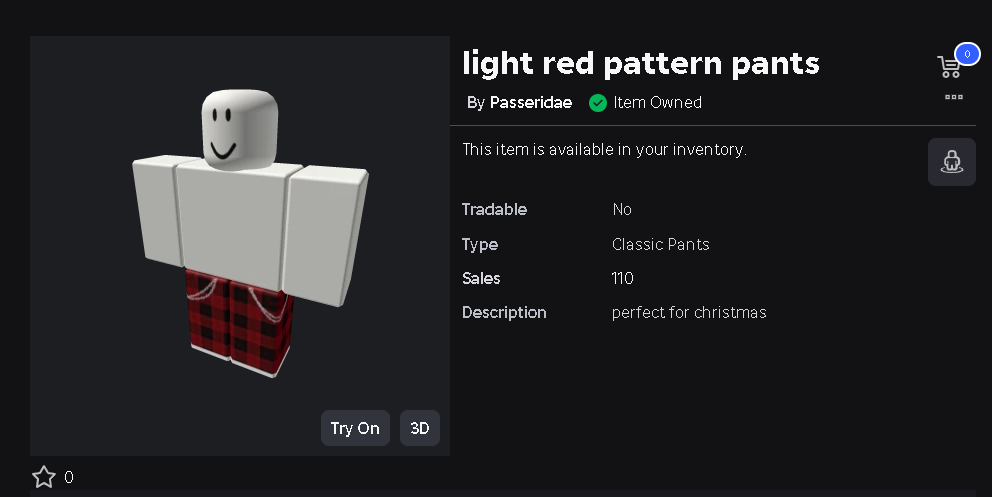 light red pattern pants
0
By Passeridae Item Owned
This item is available in your inventory.
Tradable No
Type Classic Pants
Sales 110
Description perfect for christmas
Try On 3D
0